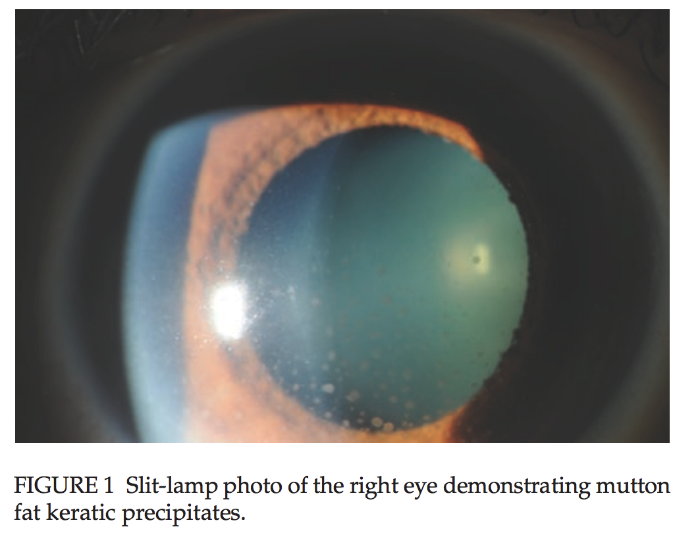 FIGURE 1 Slit-lamp photo of the right eye demonstrating mutton
fat keratic precipitates.